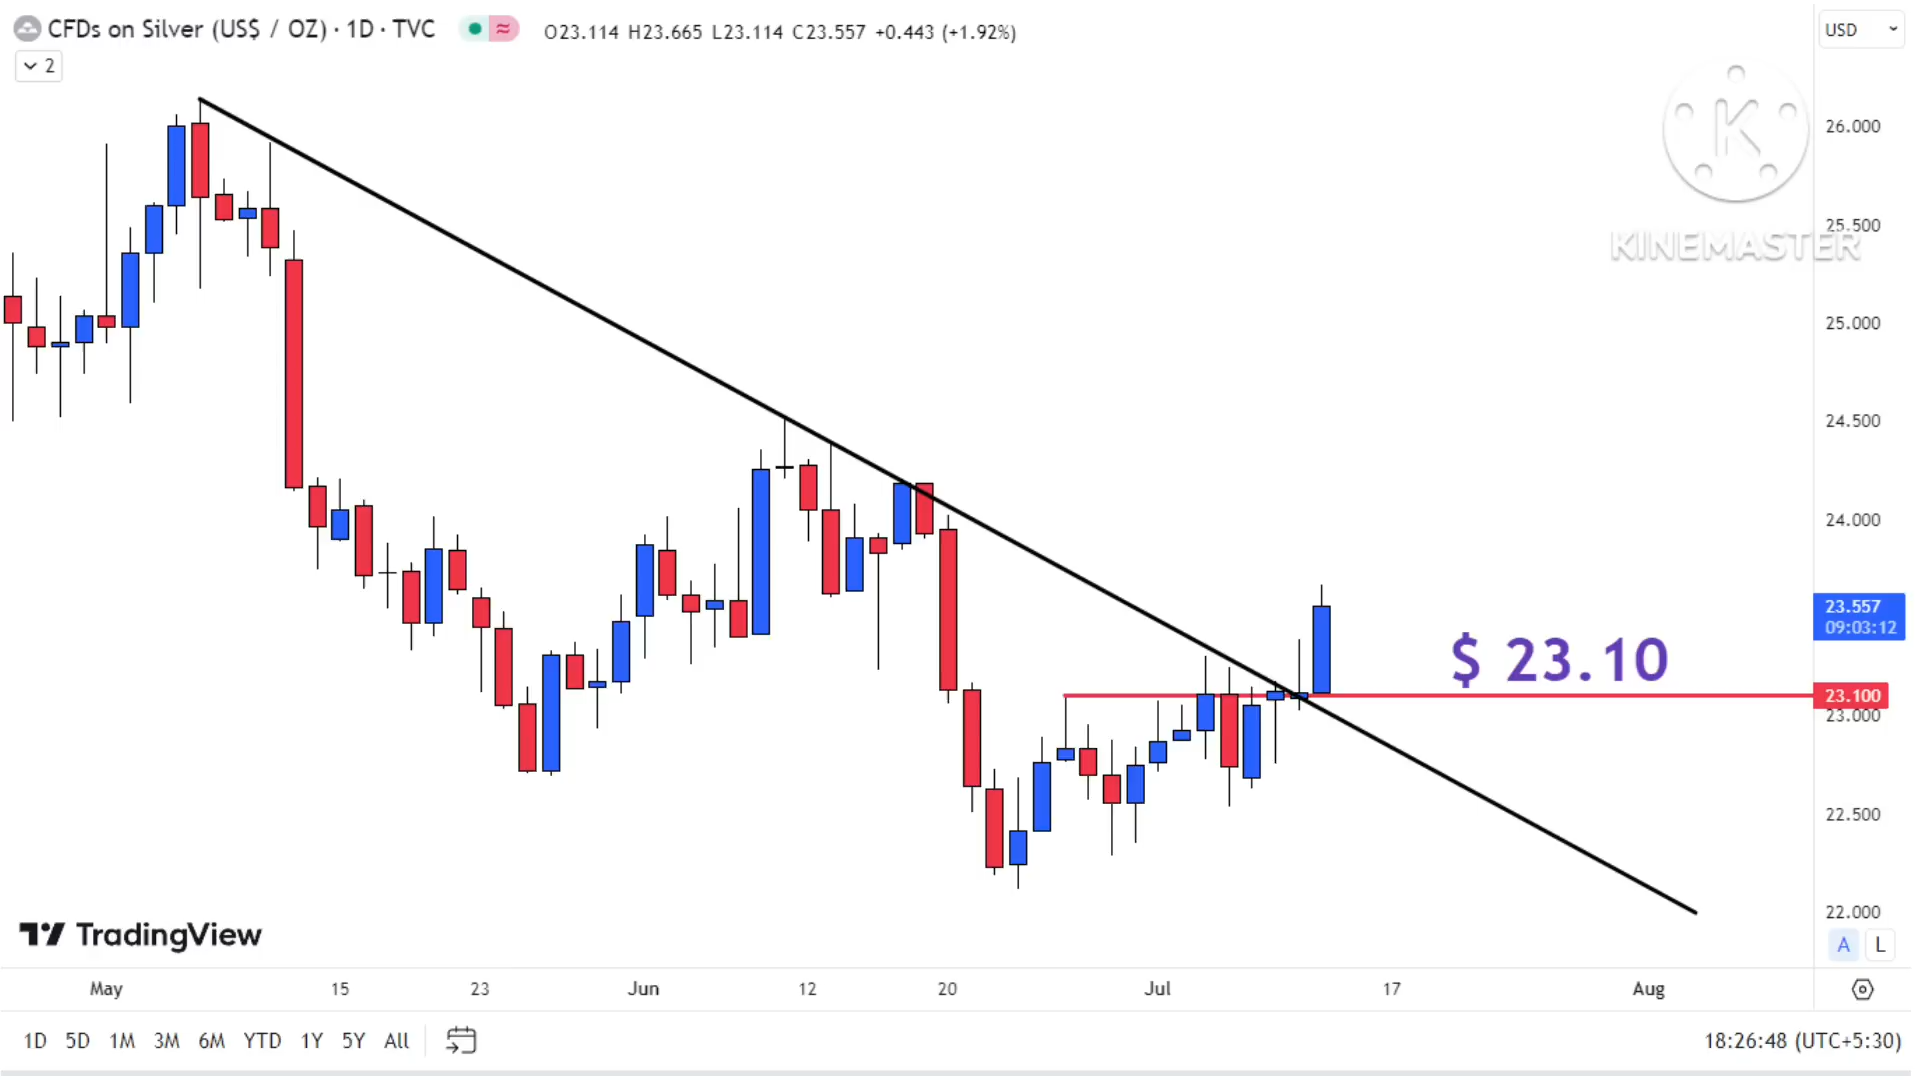 CFDs on Silver (US$ / OZ) · 1D · TVC O23.114 H23.665 L23.114 C23.557 +0.443 (+1.92%)
USD
2
K
KINEMASTER
26.000
25.500
25.000
24.500
24.000
23.557
09:03:12
$ 23.10
23.100
23.000
22.500
22.000
TradingView
A L
May 15 23 Jun 12 20 Jul 17 Aug
1D 5D 1M 3M 6M YTD 1Y 5Y All
18:26:48 (UTC+5:30)